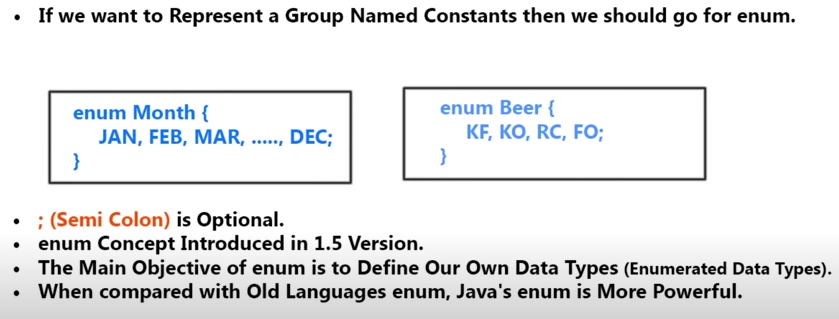 • If we want to Represent a Group Named Constants then we should go for enum.
enum Month {
JAN, FEB, MAR, ....., DEC;
}
enum Beer {
KF, KO, RC, FO;
}
• ; (Semi Colon) is Optional.
• enum Concept Introduced in 1.5 Version.
• The Main Objective of enum is to Define Our Own Data Types (Enumerated Data Types).
• When compared with Old Languages enum, Java's enum is More Powerful.